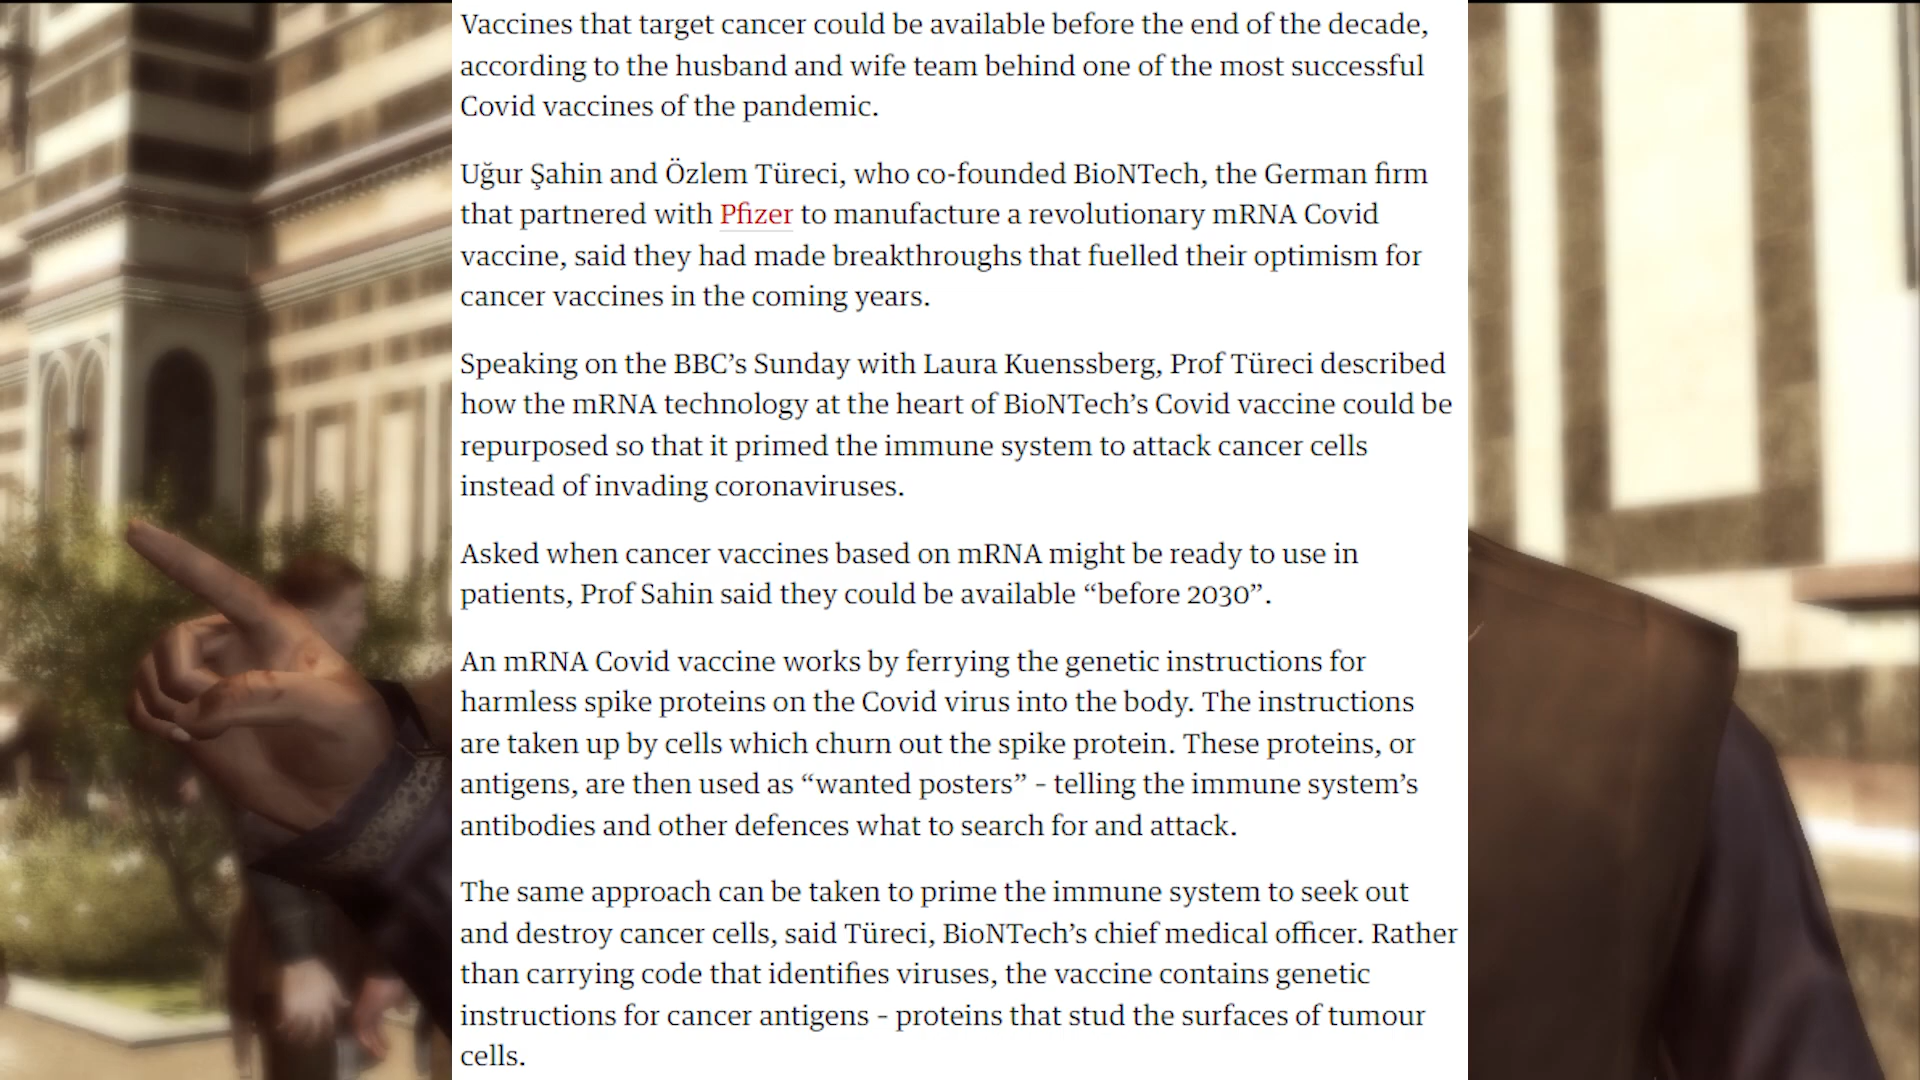 Vaccines that target cancer could be available before the end of the decade,
according to the husband and wife team behind one of the most successful
Covid vaccines of the pandemic.
Uğur Şahin and Özlem Türeci, who co-founded BioNTech, the German firm
that partnered with Pfizer to manufacture a revolutionary mRNA Covid
vaccine, said they had made breakthroughs that fuelled their optimism for
cancer vaccines in the coming years.
Speaking on the BBC’s Sunday with Laura Kuenssberg, Prof Türeci described
how the mRNA technology at the heart of BioNTech’s Covid vaccine could be
repurposed so that it primed the immune system to attack cancer cells
instead of invading coronaviruses.
Asked when cancer vaccines based on mRNA might be ready to use in
patients, Prof Sahin said they could be available “before 2030”.
An mRNA Covid vaccine works by ferrying the genetic instructions for
harmless spike proteins on the Covid virus into the body. The instructions
are taken up by cells which churn out the spike protein. These proteins, or
antigens, are then used as “wanted posters” – telling the immune system’s
antibodies and other defences what to search for and attack.
The same approach can be taken to prime the immune system to seek out
and destroy cancer cells, said Türeci, BioNTech’s chief medical officer. Rather
than carrying code that identifies viruses, the vaccine contains genetic
instructions for cancer antigens – proteins that stud the surfaces of tumour
cells.